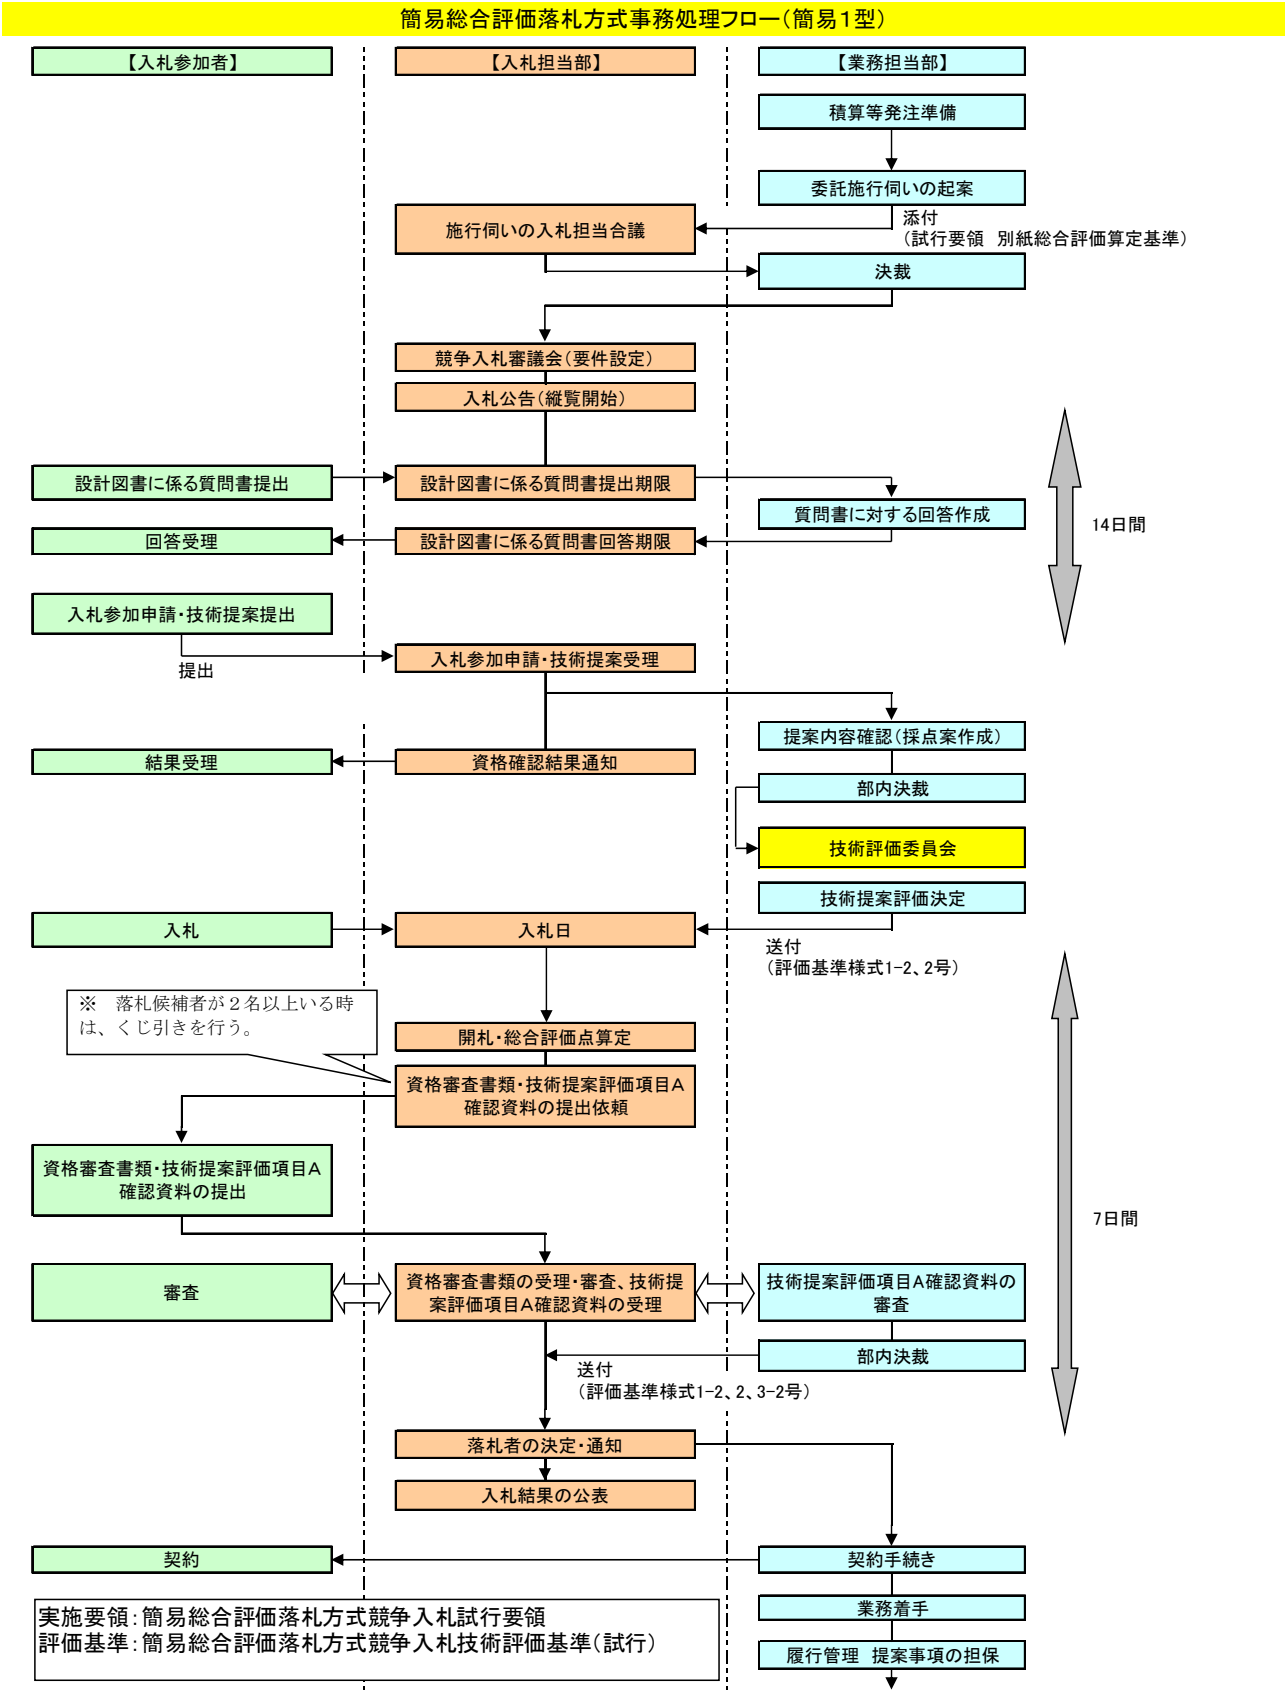 簡易総合評価落札方式事務処理フロー（簡易１型）
【入札参加者】
【入札担当部】
【業務担当部】
積算等発注準備
委託施行伺いの起案
施行伺いの入札担当合議
添付
（試行要領　別紙総合評価算定基準）
決裁
競争入札審議会（要件設定）
入札公告（縦覧開始）
設計図書に係る質問書提出
設計図書に係る質問書提出期限
質問書に対する回答作成
14日間
回答受理
設計図書に係る質問書回答期限
入札参加申請・技術提案提出
提出
入札参加申請・技術提案受理
提案内容確認（採点案作成）
結果受理
資格確認結果通知
部内決裁
技術評価委員会
技術提案評価決定
入札
入札日
送付
（評価基準様式1-2、2号）
※　落札候補者が２名以上いる時
は、くじ引きを行う。
開札・総合評価点算定
資格審査書類・技術提案評価項目Ａ
確認資料の提出依頼
資格審査書類・技術提案評価項目Ａ
確認資料の提出
7日間
審査
資格審査書類の受理・審査、技術提
案評価項目Ａ確認資料の受理
技術提案評価項目Ａ確認資料の
審査
部内決裁
送付
（評価基準様式1-2、2、3-2号）
落札者の決定・通知
入札結果の公表
契約
契約手続き
業務着手
実施要領：簡易総合評価落札方式競争入札試行要領
評価基準：簡易総合評価落札方式競争入札技術評価基準（試行）
履行管理　提案事項の担保